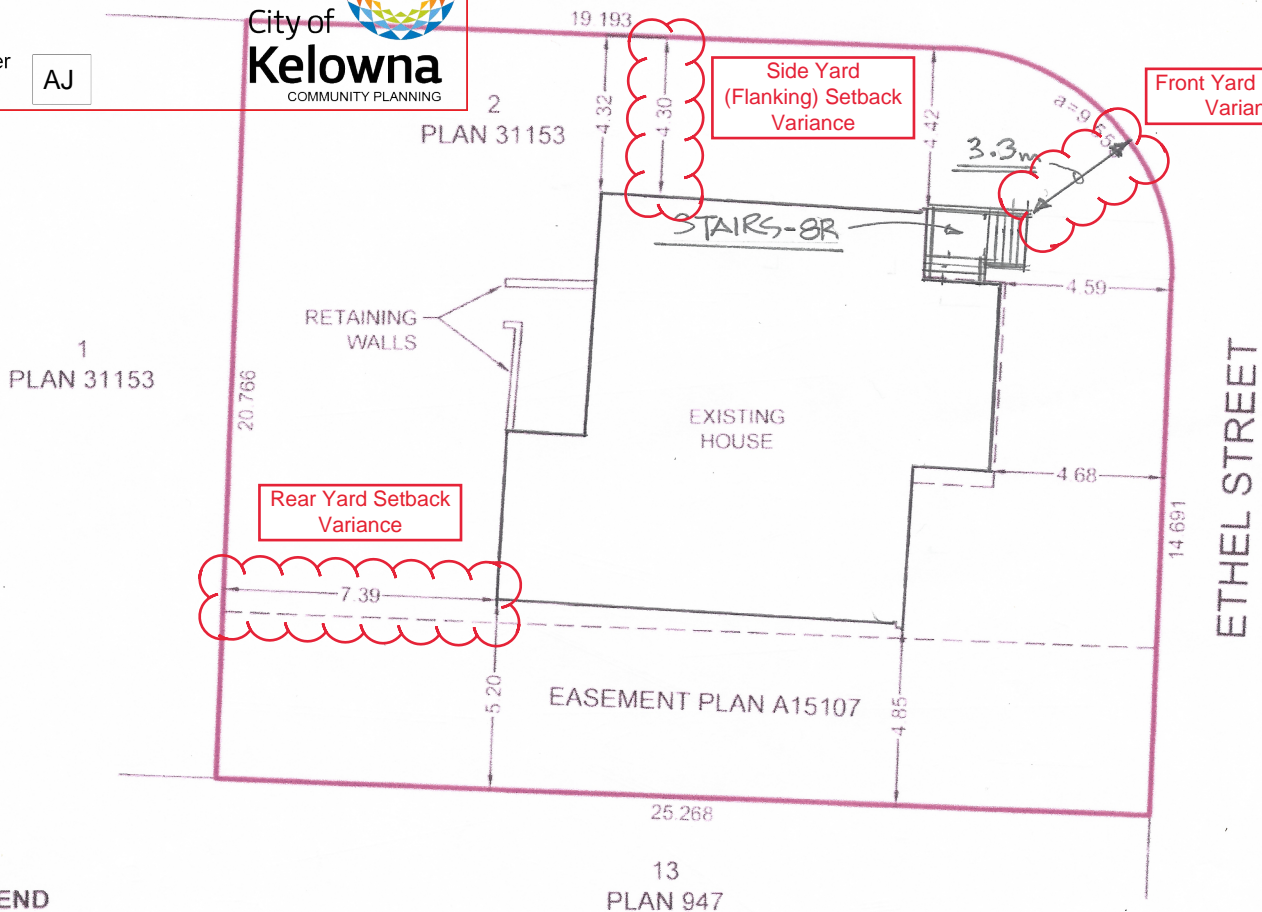 City of
Kelowna
COMMUNITY PLANNING
er
AJ
19 193
2
PLAN 31153
4.32
4.30
Side Yard
(Flanking) Setback
Variance
4.42
Front Yard
Varian
3.3m
STAIRS-8R
4 59
RETAINING
WALLS
1
PLAN 31153
20 766
EXISTING
HOUSE
4 68
ETHEL STREET
14 691
Rear Yard Setback
Variance
7.39
5 20
EASEMENT PLAN A15107
4 85
25.268
13
PLAN 947
END